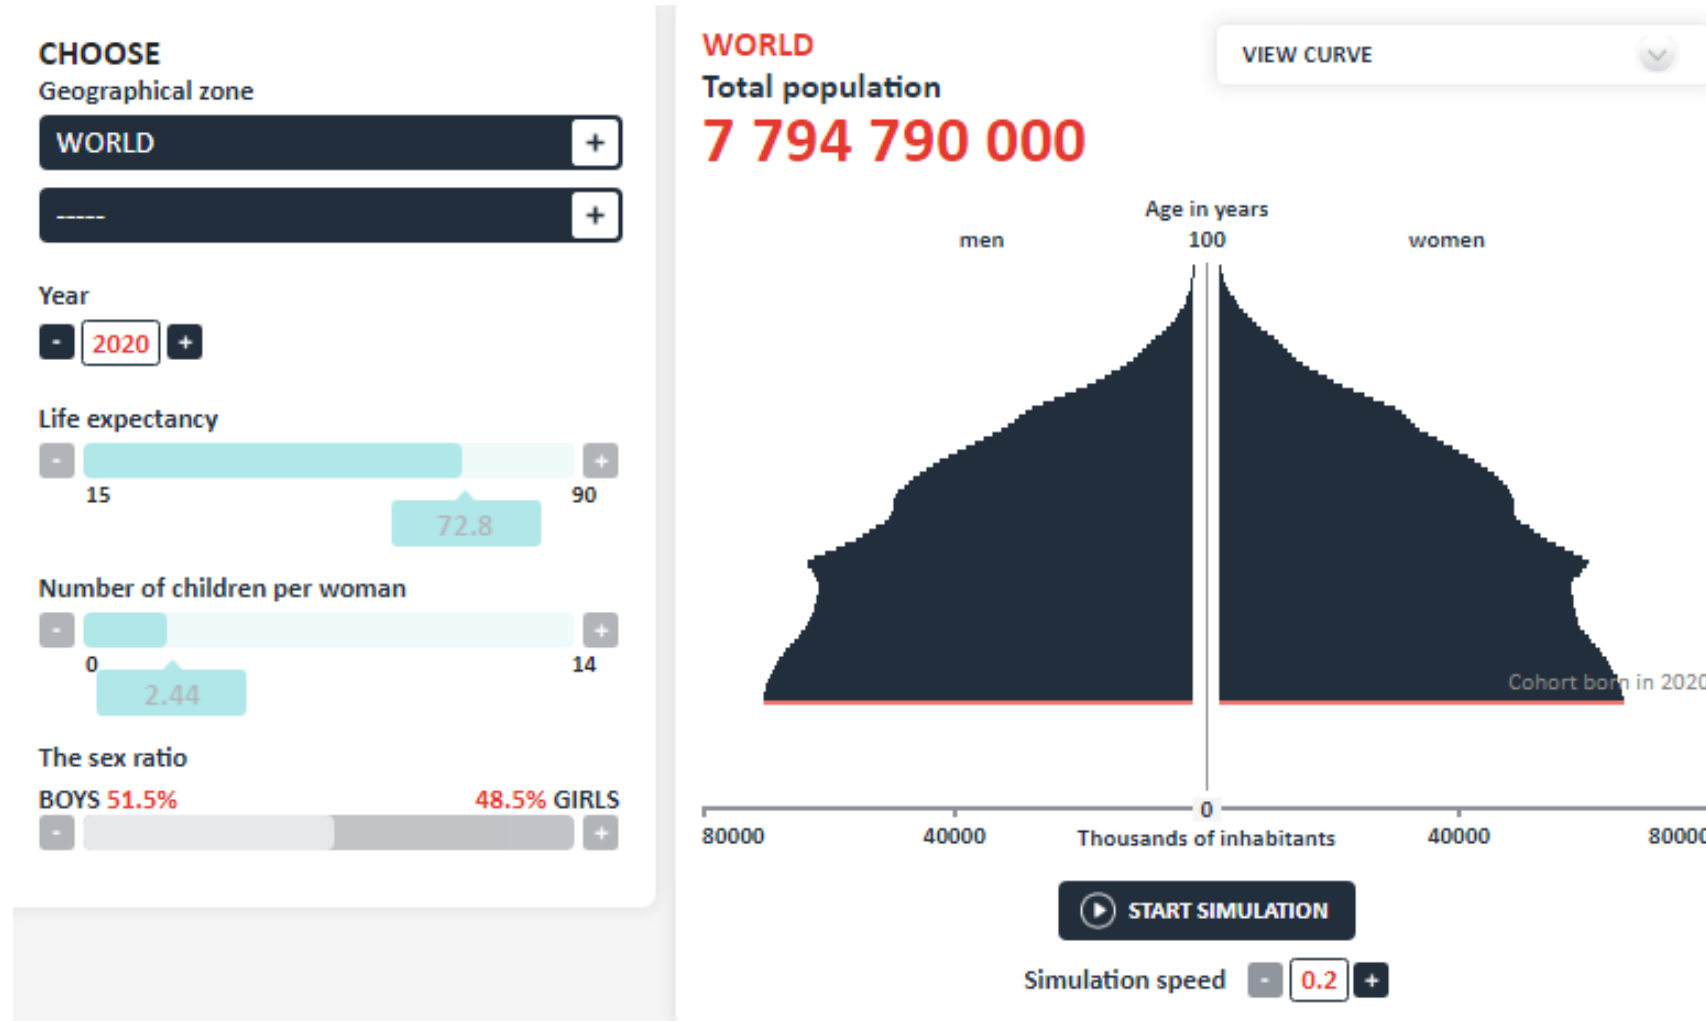 CHOOSE
Geographical zone
WORLD +
----- +
Year
- 2020 +
Life expectancy
- +
15 90
72.8
Number of children per woman
- +
0 14
2.44
The sex ratio
BOYS 51.5% 48.5% GIRLS
- +
WORLD
Total population
7 794 790 000
VIEW CURVE
Age in years
men 100 women
Cohort born in 2020
0
80000 40000 Thousands of inhabitants 40000 80000
START SIMULATION
Simulation speed - 0.2 +